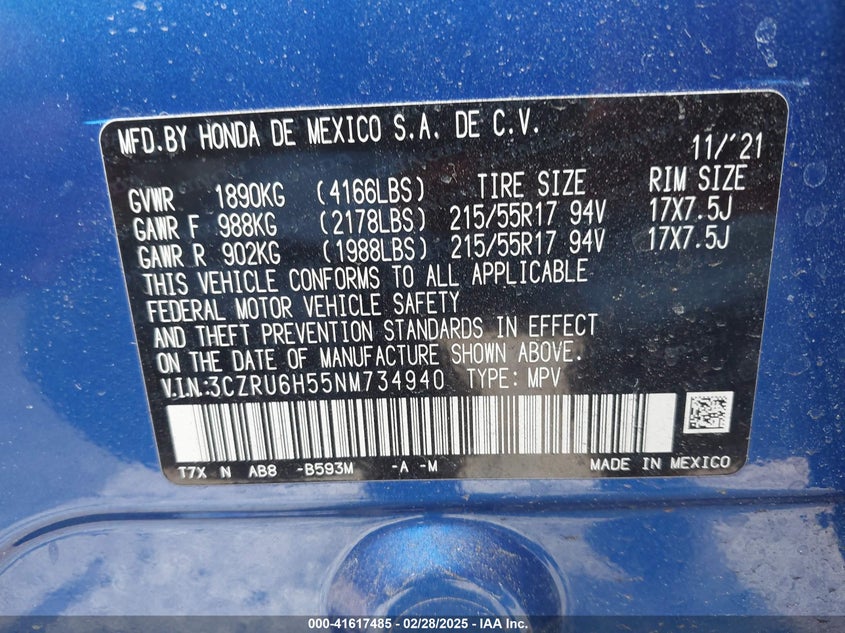 MFD.BY HONDA DE MEXICO S.A. DE C.V. 11/'21
GVWR 1890KG (4166LBS) TIRE SIZE RIM SIZE
GAWR F 988KG (2178LBS) 215/55R17 94V 17X7.5J
GAWR R 902KG (1988LBS) 215/55R17 94V 17X7.5J
THIS VEHICLE CONFORMS TO ALL APPLICABLE
FEDERAL MOTOR VEHICLE SAFETY
AND THEFT PREVENTION STANDARDS IN EFFECT
ON THE DATE OF MANUFACTURE SHOWN ABOVE.
V.I.N:3CZRU6H55NM734940 TYPE: MPV
T7X N AB8 -B593M -A -M MADE IN MEXICO
000-41617485 - 02/28/2025 - IAAI.COM